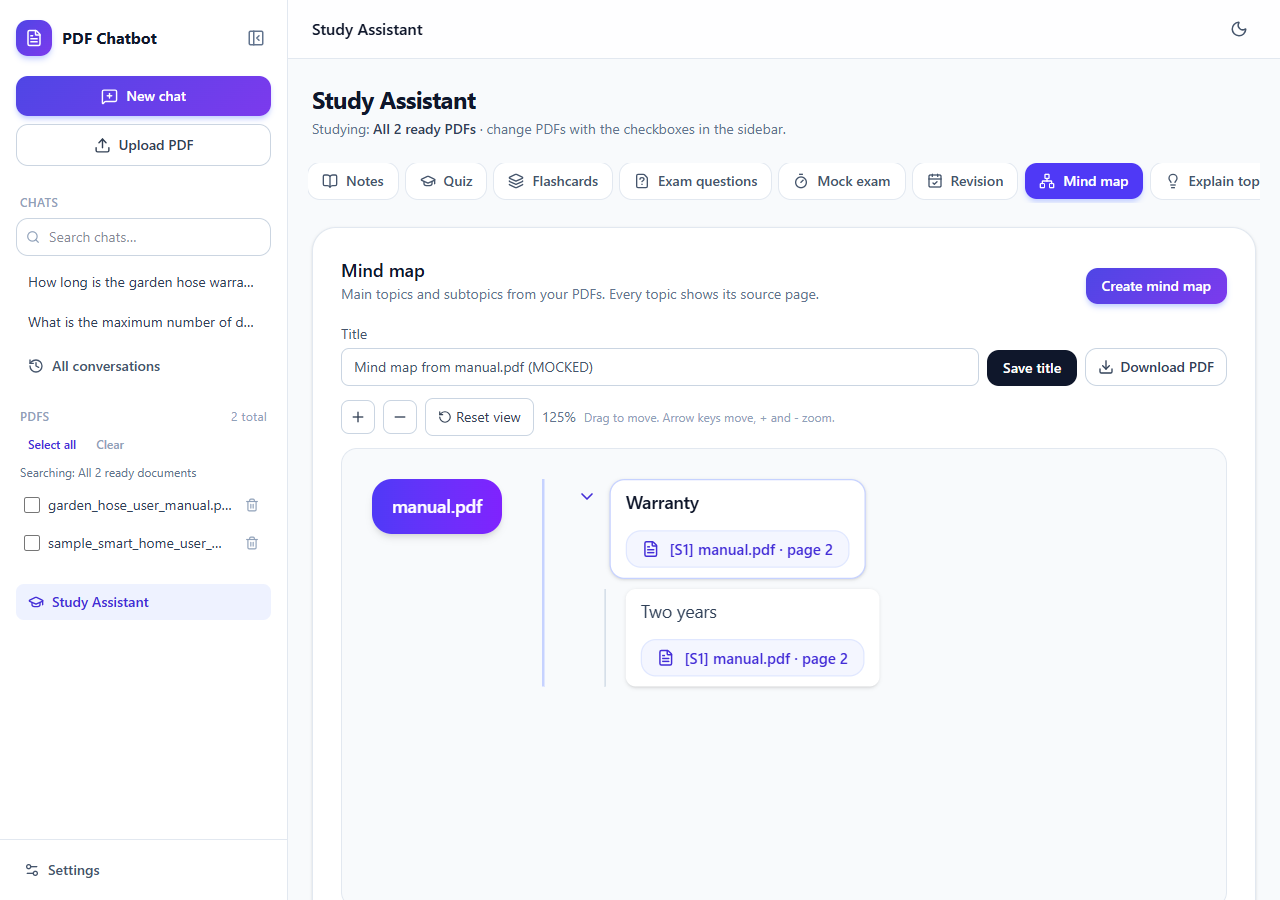 PDF Chatbot
New chat
Upload PDF
CHATS
Search chats...
How long is the garden hose warra...
What is the maximum number of d...
All conversations
PDFS 2 total
Select all Clear
Searching: All 2 ready documents
garden_hose_user_manual.p...
sample_smart_home_user_...
Study Assistant
Settings
Study Assistant
Study Assistant
Studying: All 2 ready PDFs · change PDFs with the checkboxes in the sidebar.
Notes Quiz Flashcards Exam questions Mock exam Revision Mind map Explain top
Mind map
Main topics and subtopics from your PDFs. Every topic shows its source page.
Create mind map
Title
Mind map from manual.pdf (MOCKED)
Save title Download PDF
+ − Reset view 125% Drag to move. Arrow keys move, + and - zoom.
manual.pdf
Warranty
[S1] manual.pdf · page 2
Two years
[S1] manual.pdf · page 2